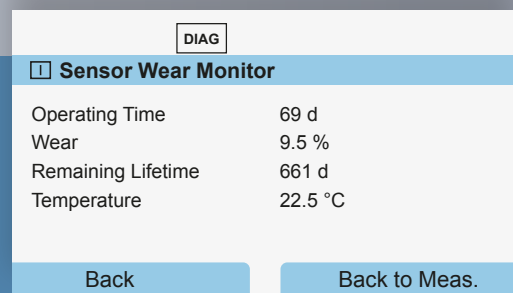 DIAG
I Sensor Wear Monitor
Operating Time 69 d
Wear 9.5 %
Remaining Lifetime 661 d
Temperature 22.5 °C
Back Back to Meas.